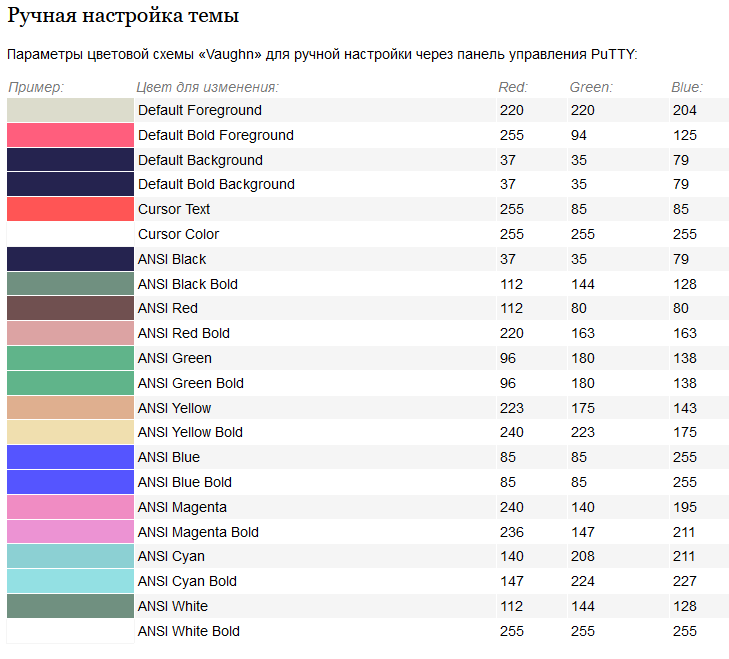 Ручная настройка темы
Параметры цветовой схемы «Vaughn» для ручной настройки через панель управления PuTTY:
Пример: Цвет для изменения: Red: Green: Blue:
Default Foreground 220 220 204
Default Bold Foreground 255 94 125
Default Background 37 35 79
Default Bold Background 37 35 79
Cursor Text 255 85 85
Cursor Color 255 255 255
ANSI Black 37 35 79
ANSI Black Bold 112 144 128
ANSI Red 112 80 80
ANSI Red Bold 220 163 163
ANSI Green 96 180 138
ANSI Green Bold 96 180 138
ANSI Yellow 223 175 143
ANSI Yellow Bold 240 223 175
ANSI Blue 85 85 255
ANSI Blue Bold 85 85 255
ANSI Magenta 240 140 195
ANSI Magenta Bold 236 147 211
ANSI Cyan 140 208 211
ANSI Cyan Bold 147 224 227
ANSI White 112 144 128
ANSI White Bold 255 255 255